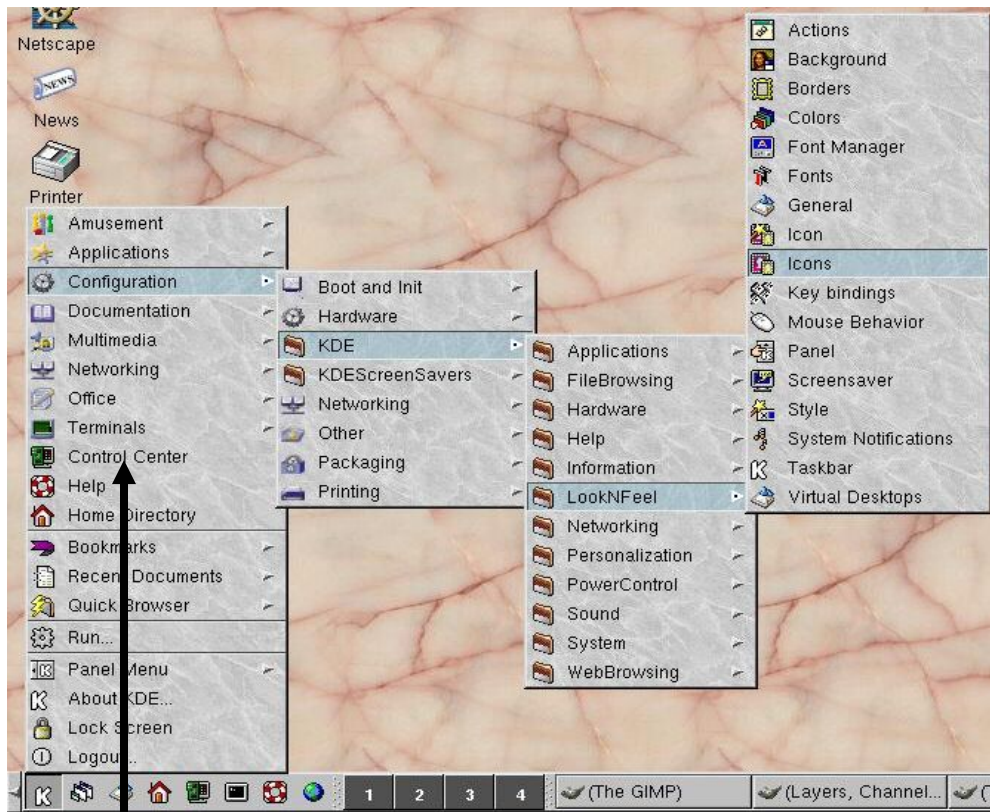 Netscape
News
Printer
Amusement
Applications
Configuration
Documentation
Multimedia
Networking
Office
Terminals
Control Center
Help
Home Directory
Bookmarks
Recent Documents
Quick Browser
Run...
Panel Menu
About KDE...
Lock Screen
Logout...
Boot and Init
Hardware
KDE
KDEScreenSavers
Networking
Other
Packaging
Printing
Applications
FileBrowsing
Hardware
Help
Information
LookNFeel
Networking
Personalization
PowerControl
Sound
System
WebBrowsing
Actions
Background
Borders
Colors
Font Manager
Fonts
General
Icon
Icons
Key bindings
Mouse Behavior
Panel
Screensaver
Style
System Notifications
Taskbar
Virtual Desktops
1 2 3 4 (The GIMP) (Layers, Channel...